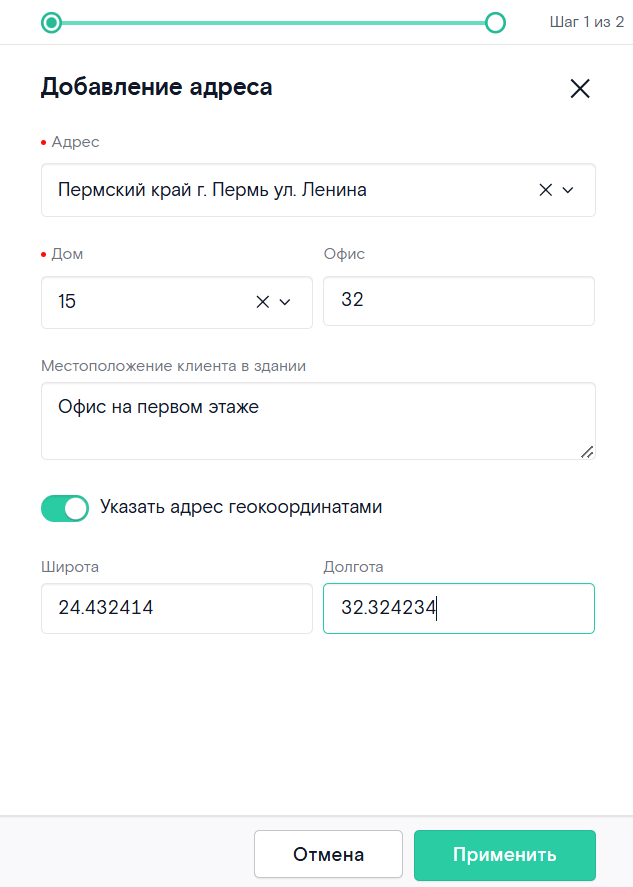 Шаг 1 из 2
Добавление адреса
Адрес
Пермский край г. Пермь ул. Ленина
Дом
Офис
15
32
Местоположение клиента в здании
Офис на первом этаже
Указать адрес геокоординатами
Широта
Долгота
24.432414
32.324234
Отмена
Применить